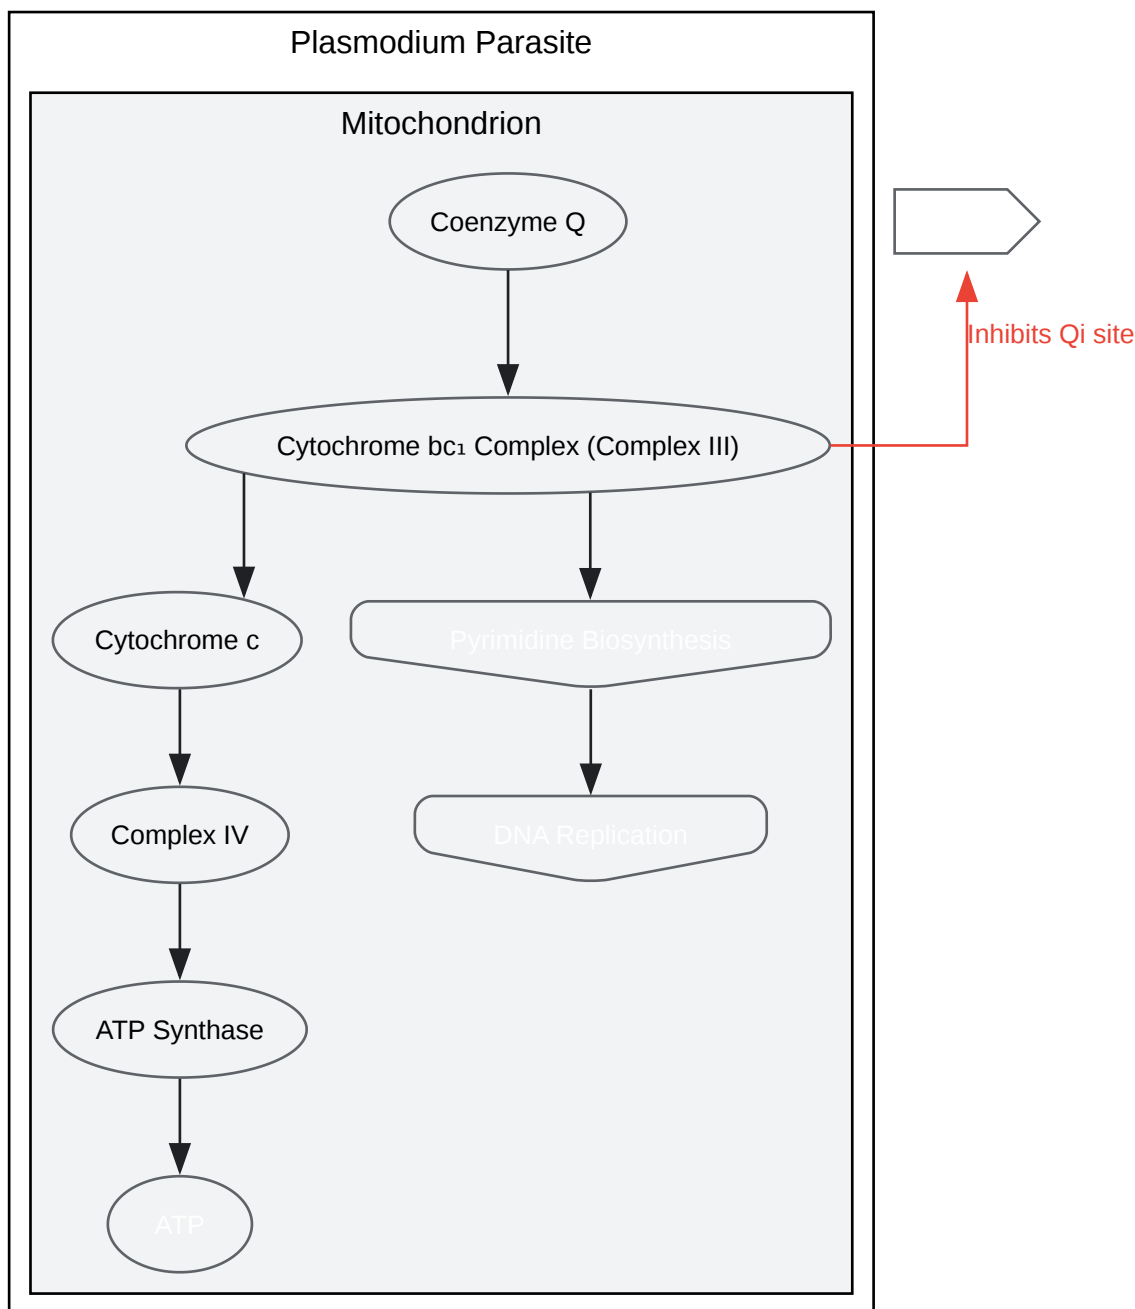 Plasmodium Parasite
Mitochondrion
Coenzyme Q
Inhibits Qi site
Cytochrome bc₁ Complex (Complex III)
Cytochrome c
Pyrimidine Biosynthesis
Complex IV
DNA Replication
ATP Synthase
ATP